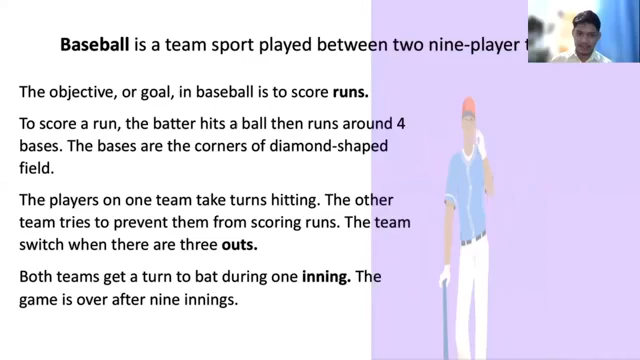 Baseball is a team sport played between two nine-player
The objective, or goal, in baseball is to score runs.
To score a run, the batter hits a ball then runs around 4
bases. The bases are the corners of diamond-shaped
field.
The players on one team take turns hitting. The other
team tries to prevent them from scoring runs. The team
switch when there are three outs.
Both teams get a turn to bat during one inning. The
game is over after nine innings.